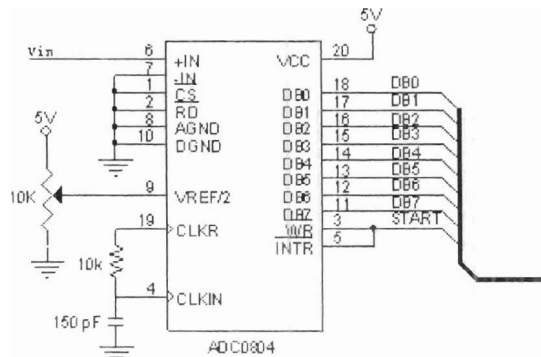 5V
Vin 6 +IN VCC 20
7 -IN
1 CS DB0 18 DB0
2 RD DB1 17 DB1
8 AGND DB2 16 DB2
10 DGND DB3 15 DB3
5V DB4 14 DB4
DB5 13 DB5
10K 9 VREF/2 DB6 12 DB6
DB7 11 DB7
19 CLKR WR 3 START
INTR 5
10k
4 CLKIN
150 pF
ADC0804